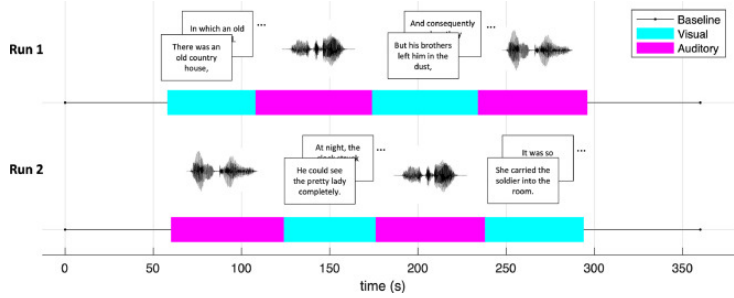 In which an old
...
There was an
old country
house,
And consequently
...
But his brothers
left him in the
dust,
Baseline
Visual
Auditory
Run 1
Run 2
At night, the
...
He could see
the pretty lady
completely.
It was so
...
She carried the
soldier into the
room.
0 50 100 150 200 250 300 350
time (s)